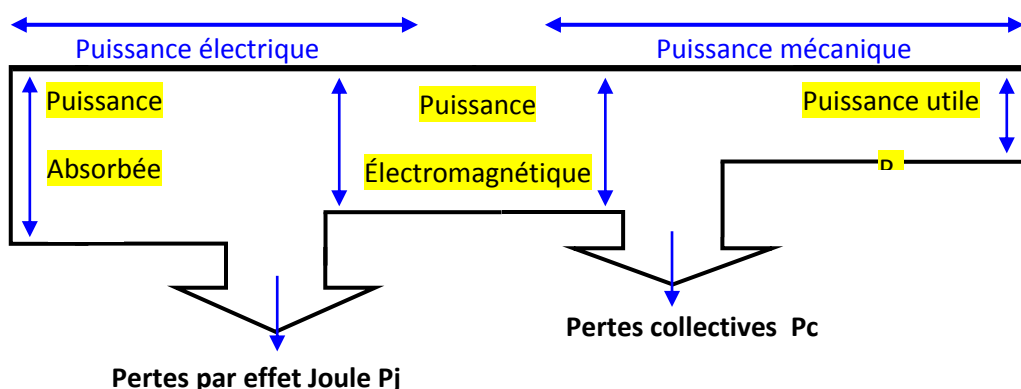 Puissance électrique
Puissance mécanique
Puissance
Absorbée
Puissance
Électromagnétique
Puissance utile
Pertes collectives Pc
Pertes par effet Joule Pj